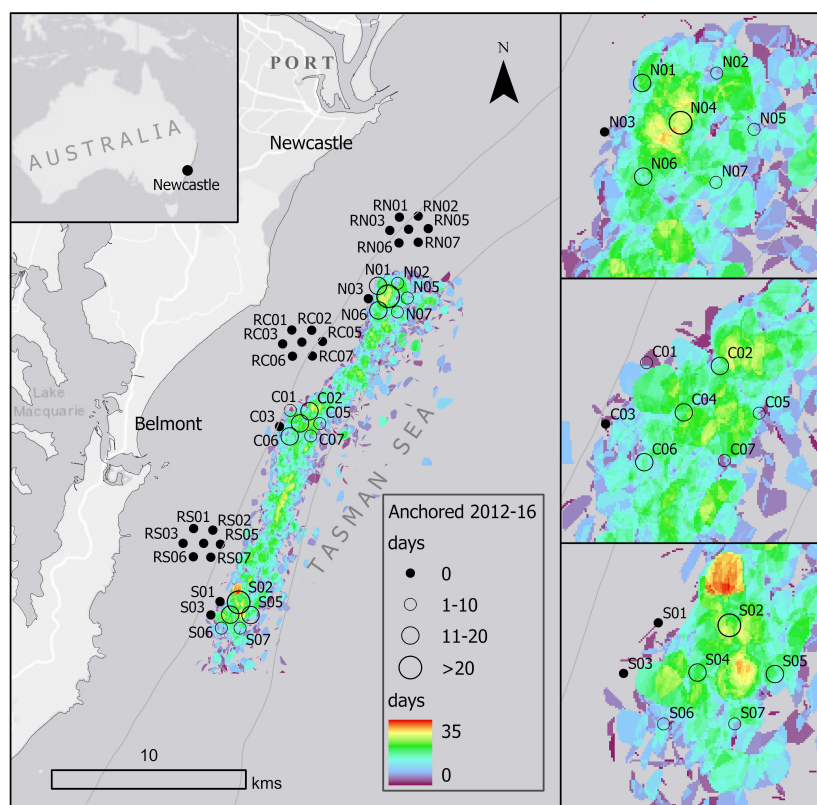 AUSTRALIA
Newcastle
PORT
Newcastle
N
RN01
RN02
RN03
RN05
RN06
RN07
N01
N02
N03
N05
N06
N07
RC01
RC02
RC03
RC05
RC06
RC07
Lake
Macquarie
Belmont
C01
C02
C03
C05
C06
C07
TASMAN SEA
RS01
RS02
RS03
RS05
RS06
RS07
S01
S02
S03
S05
S06
S07
10
kms
Anchored 2012-16
days
0
1-10
11-20
>20
days
35
0
N01
N02
N03
N04
N05
N06
N07
C01
C02
C03
C04
C05
C06
C07
S01
S02
S03
S04
S05
S06
S07